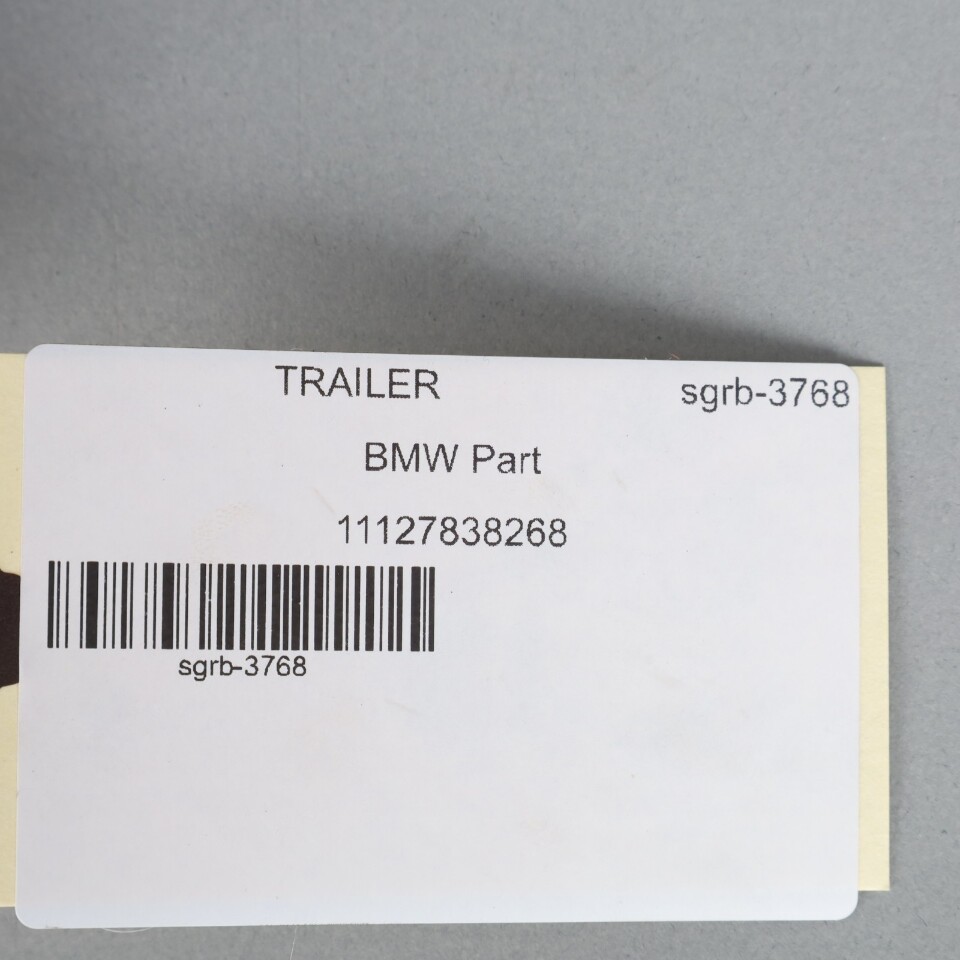 TRAILER sgrb-3768
BMW Part
11127838268
sgrb-3768